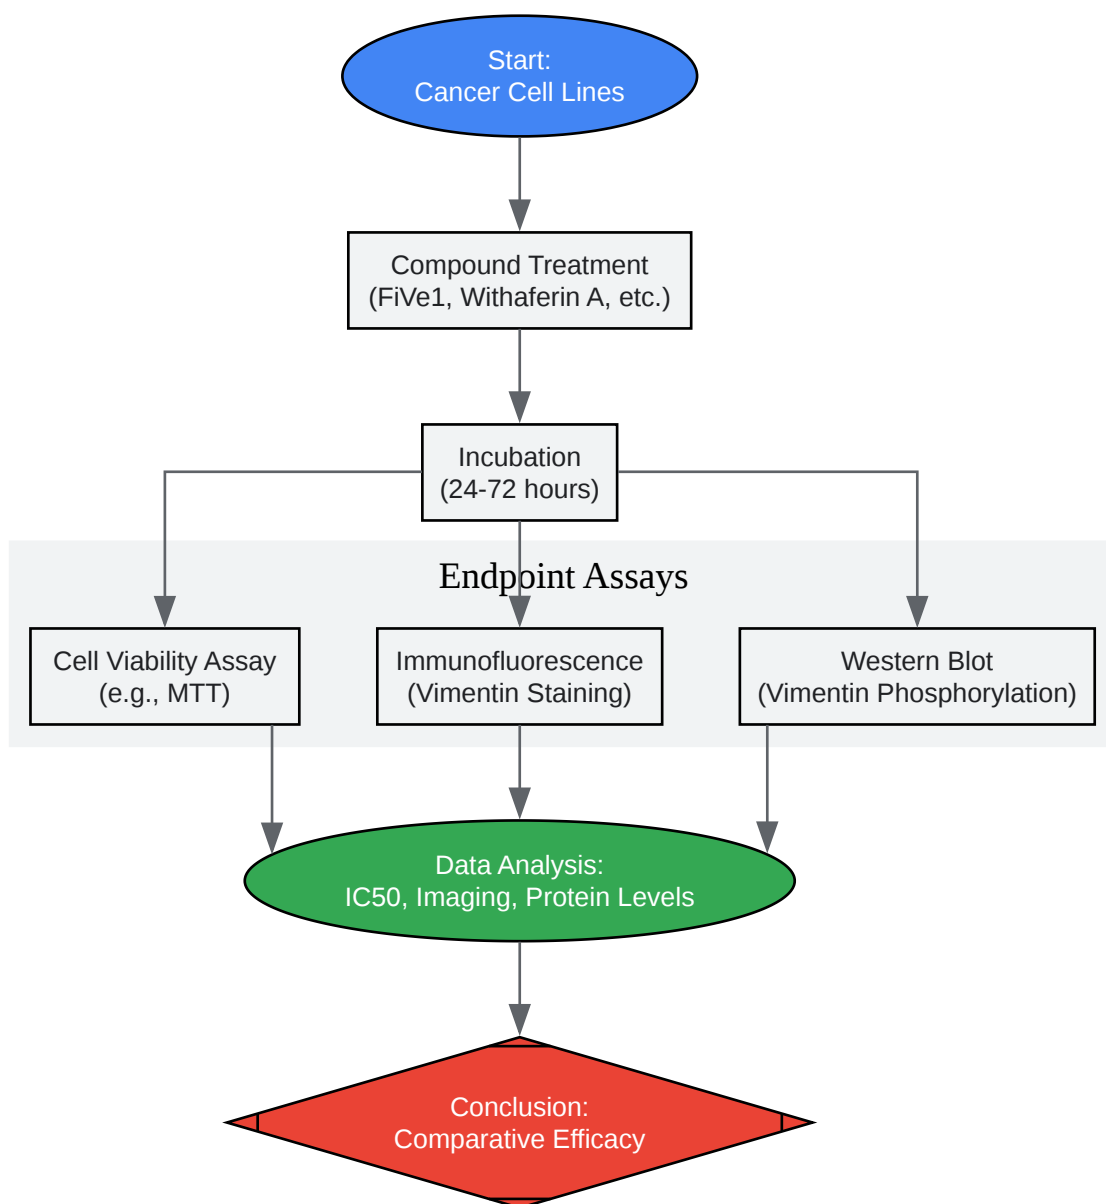 Start:
Cancer Cell Lines
Compound Treatment
(FiVe1, Withaferin A, etc.)
Incubation
(24-72 hours)
Endpoint Assays
Cell Viability Assay
(e.g., MTT)
Immunofluorescence
(Vimentin Staining)
Western Blot
(Vimentin Phosphorylation)
Data Analysis:
IC50, Imaging, Protein Levels
Conclusion:
Comparative Efficacy